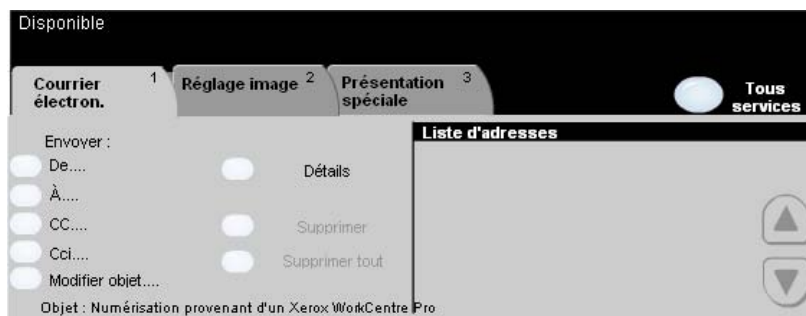 Disponible
Courrier électron. 1
Réglage image 2
Présentation spéciale 3
Tous services
Envoyer :
De....
À....
CC....
Cci....
Modifier objet....
Détails
Supprimer
Supprimer tout
Objet : Numérisation provenant d'un Xerox WorkCentre Pro
Liste d'adresses